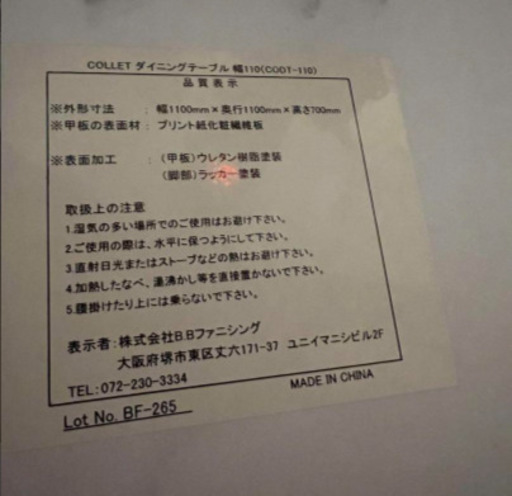 COLLET ダイニングテーブル 幅110(CODT-110)
品質表示
※外形寸法 : 幅1100mm×奥行1100mm×高さ700mm
※甲板の表面材: プリント紙化粧繊維板
※表面加工 : (甲板)ウレタン樹脂塗装
(脚部)ラッカー塗装
取扱上の注意
1.湿気の多い場所でのご使用はお避け下さい。
2.ご使用の際は、水平に保つようにして下さい。
3.直射日光またはストーブなどの熱はお避け下さい。
4.加熱したなべ、湯沸かし等を直接置かないで下さい。
5.腰掛けたり上には乗らないで下さい。
表示者:株式会社B.Bファニシング
大阪府堺市東区丈六171-37 ユニイマニシビル2F
TEL:072-230-3334
MADE IN CHINA
Lot No. BF-265